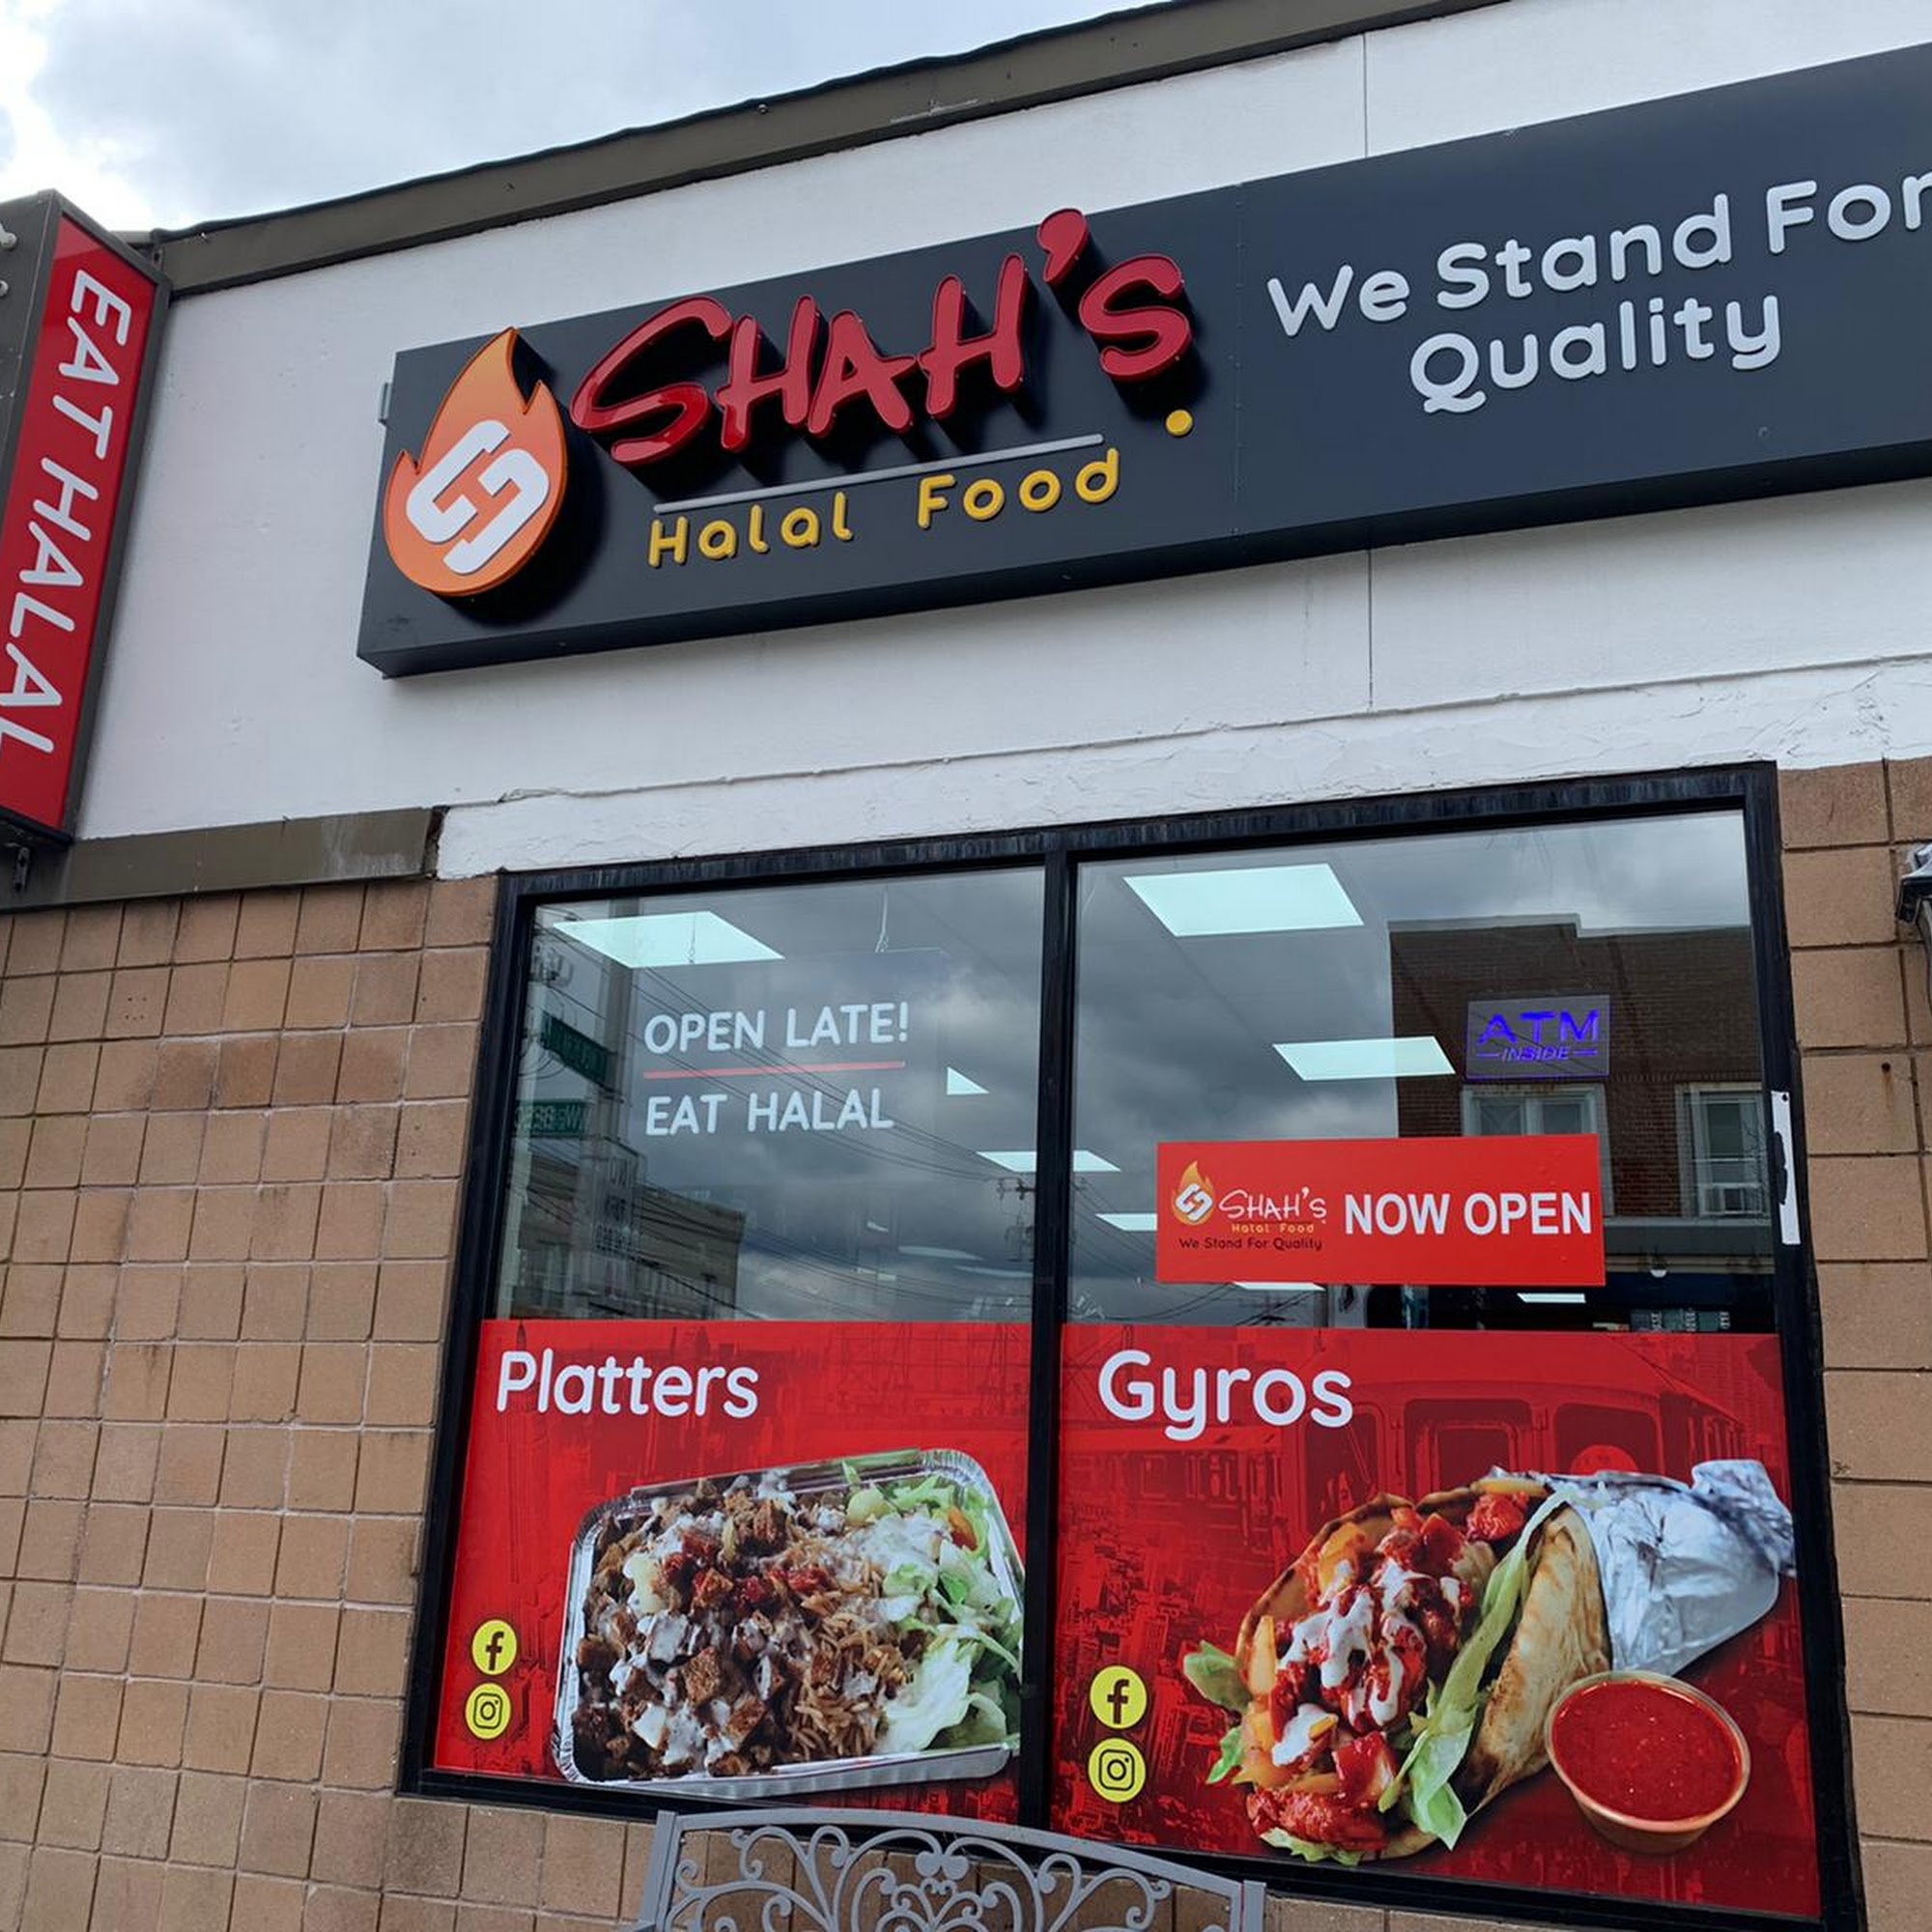 EAT HALAL
SHAH'S
Halal Food
We Stand For
Quality
OPEN LATE!
EAT HALAL
ATM
INSIDE
SHAH'S
Halal Food
We Stand For Quality
NOW OPEN
Platters
Gyros